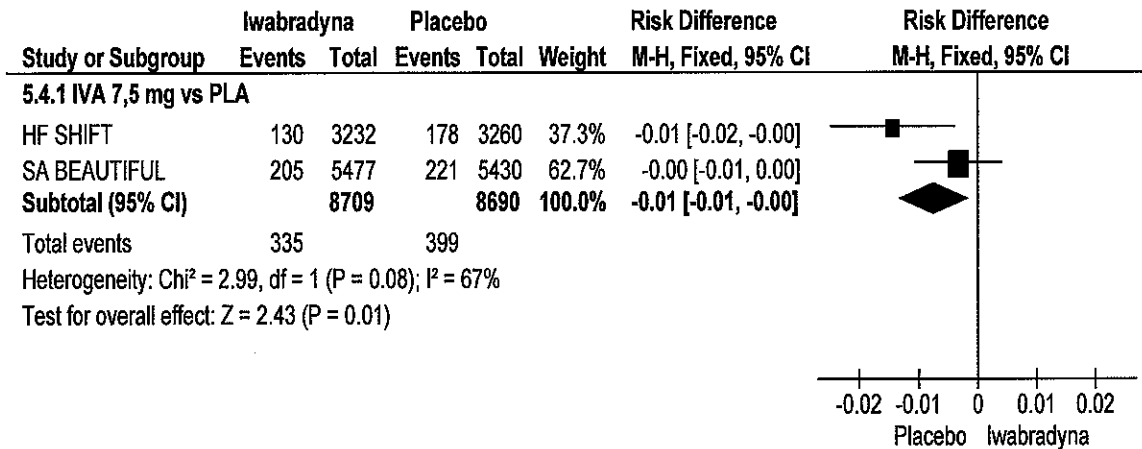 Iwabradyna Placebo Risk Difference Risk Difference
Study or Subgroup Events Total Events Total Weight M-H, Fixed, 95% CI M-H, Fixed, 95% CI
5.4.1 IVA 7,5 mg vs PLA
HF SHIFT 130 3232 178 3260 37.3% -0.01 [-0.02, -0.00]
SA BEAUTIFUL 205 5477 221 5430 62.7% -0.00 [-0.01, 0.00]
Subtotal (95% CI) 8709 8690 100.0% -0.01 [-0.01, -0.00]
Total events 335 399
Heterogeneity: Chi² = 2.99, df = 1 (P = 0.08); I² = 67%
Test for overall effect: Z = 2.43 (P = 0.01)
-0.02 -0.01 0 0.01 0.02
Placebo Iwabradyna